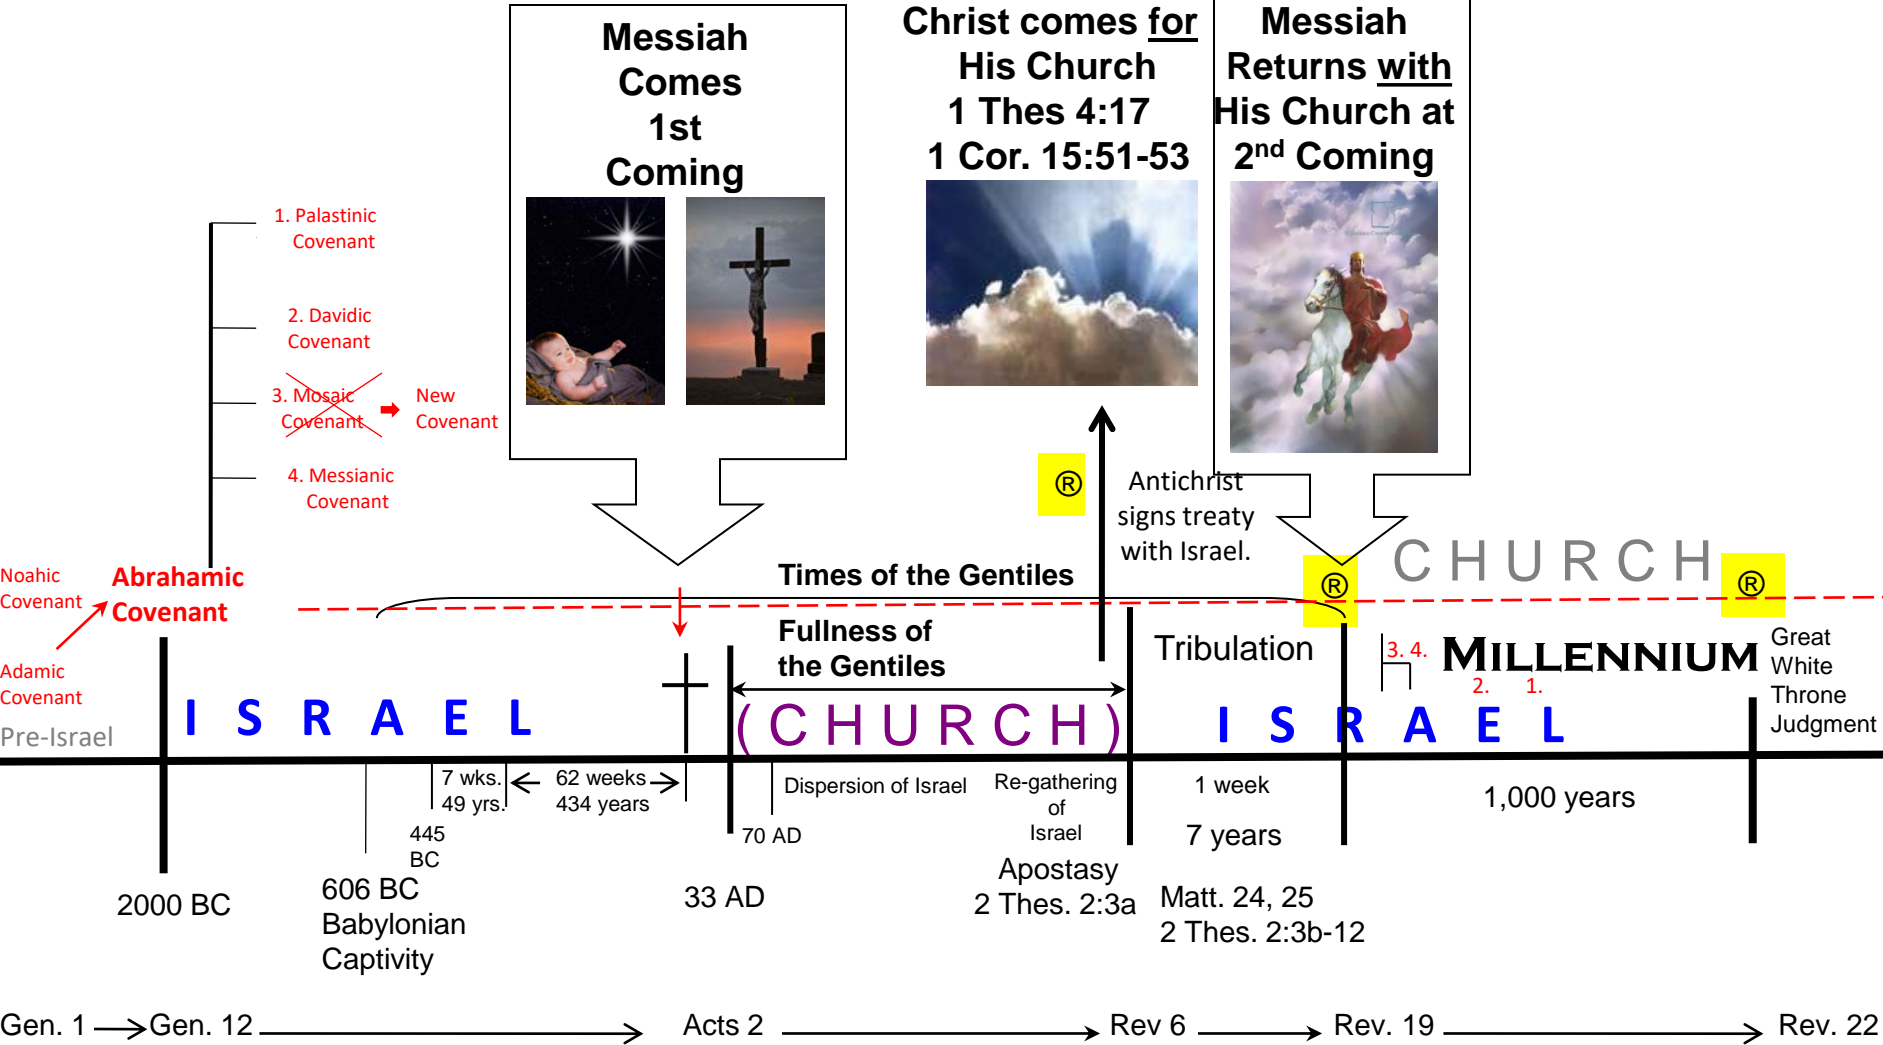 Messiah
Comes
1st
Coming
Christ comes for
His Church
1 Thes 4:17
1 Cor. 15:51-53
Messiah
Returns with
His Church at
2nd Coming
1. Palastinic
Covenant
2. Davidic
Covenant
3. Mosaic
Covenant
New
Covenant
4. Messianic
Covenant
®
Antichrist
signs treaty
with Israel.
Noahic
Covenant
Abrahamic
Covenant
Adamic
Covenant
Pre-Israel
Times of the Gentiles
Fullness of
the Gentiles
®
CHURCH
®
Tribulation
3. 4.
MILLENNIUM
2. 1.
Great
White
Throne
Judgment
ISRAEL
(CHURCH)
ISRAEL
7 wks.
49 yrs.
62 weeks
434 years
Dispersion of Israel
Re-gathering
of
Israel
1 week
7 years
1,000 years
445
BC
70 AD
2000 BC
606 BC
Babylonian
Captivity
33 AD
Apostasy
2 Thes. 2:3a
Matt. 24, 25
2 Thes. 2:3b-12
Gen. 1 Gen. 12 Acts 2 Rev 6 Rev. 19 Rev. 22